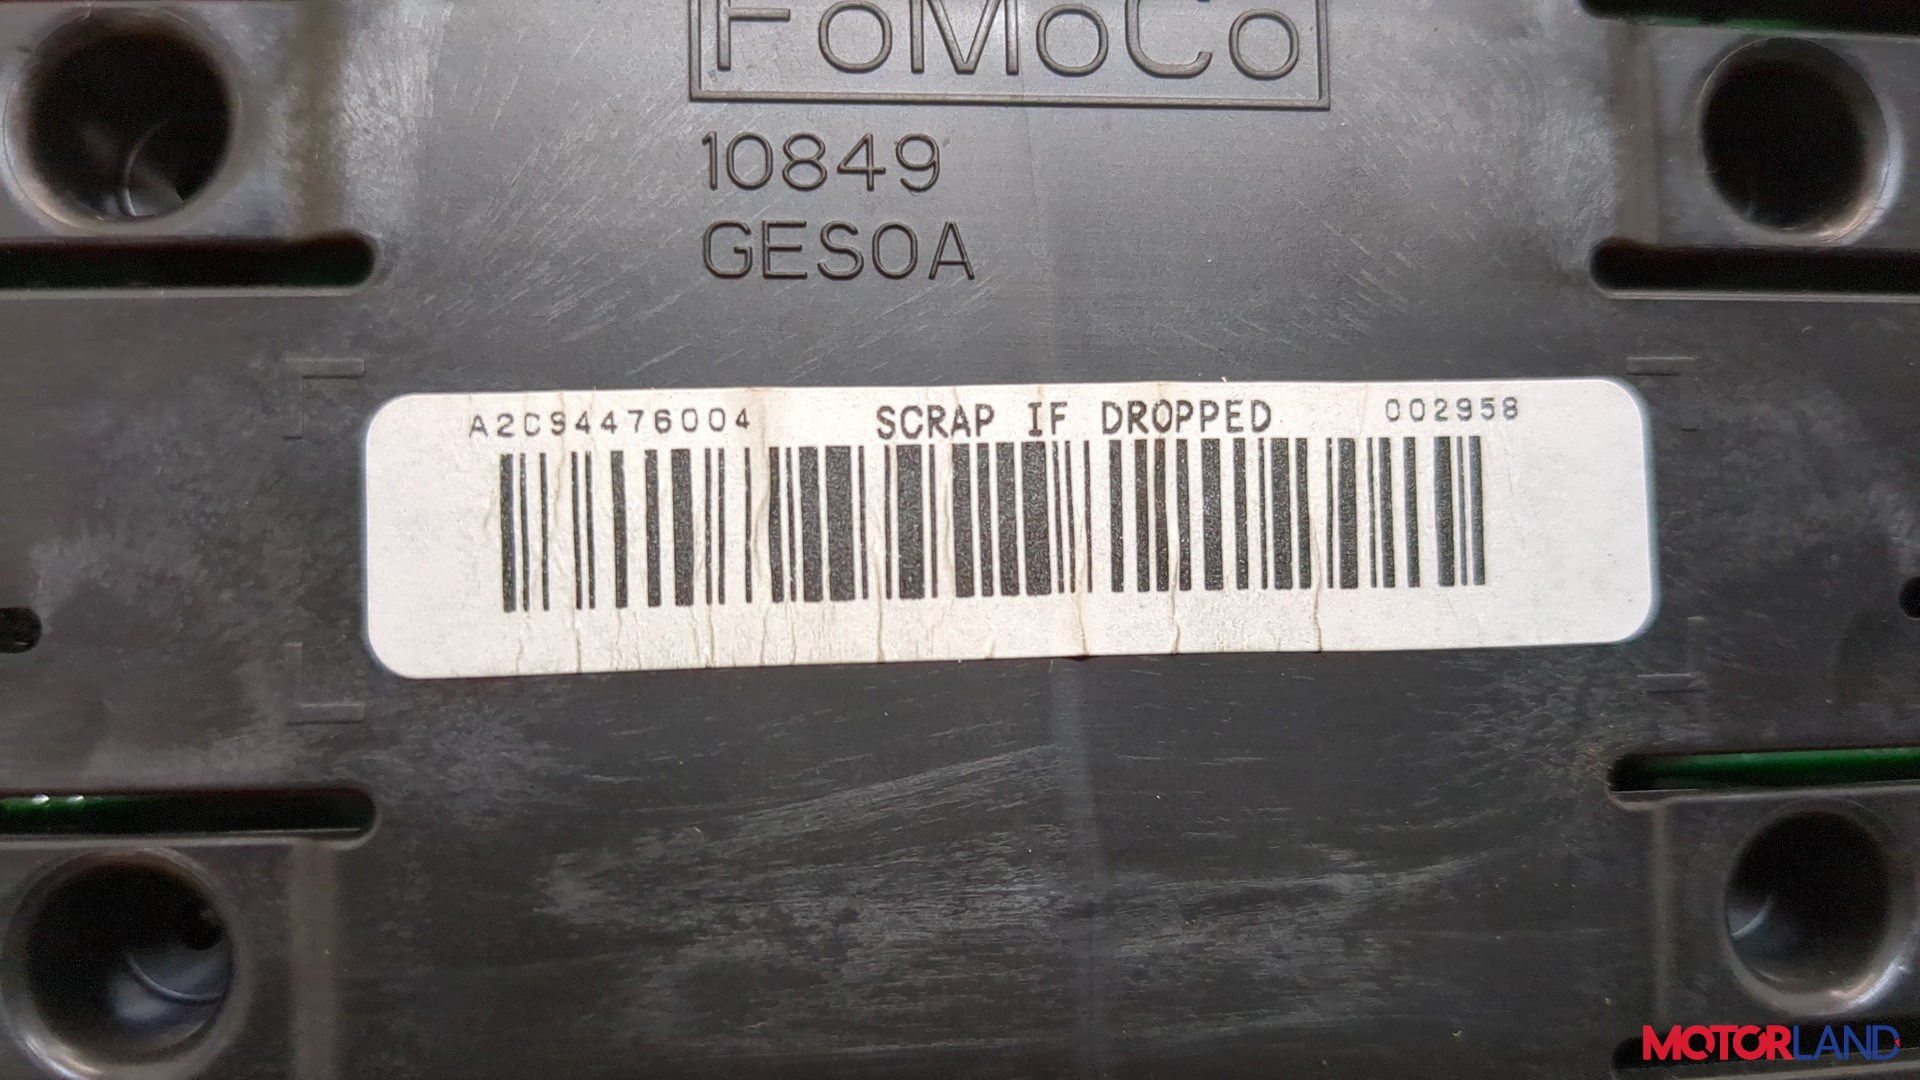 FoMoCo
10849
GES0A
A2C94476004 SCRAP IF DROPPED 002958
MOTORLAND